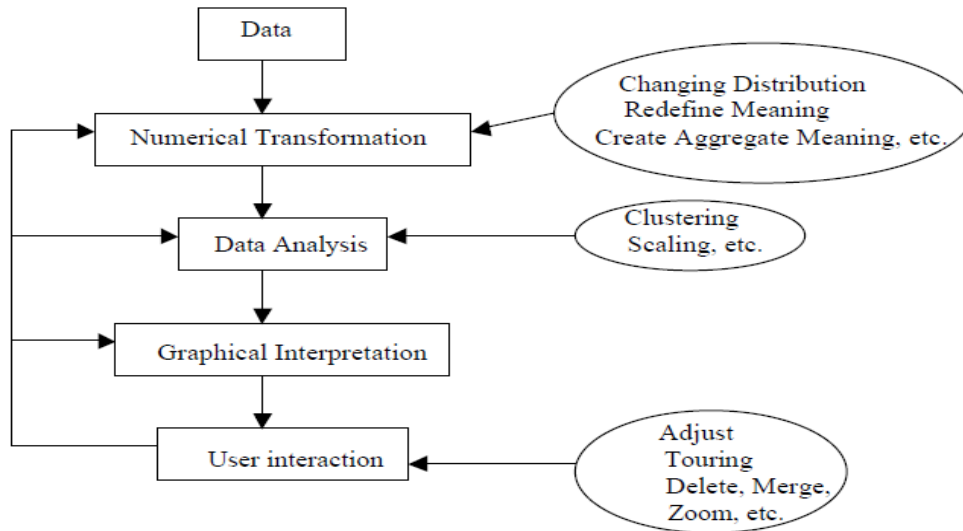 Data
Changing Distribution
Redefine Meaning
Create Aggregate Meaning, etc.
Numerical Transformation
Clustering
Scaling, etc.
Data Analysis
Graphical Interpretation
User interaction
Adjust
Touring
Delete, Merge,
Zoom, etc.